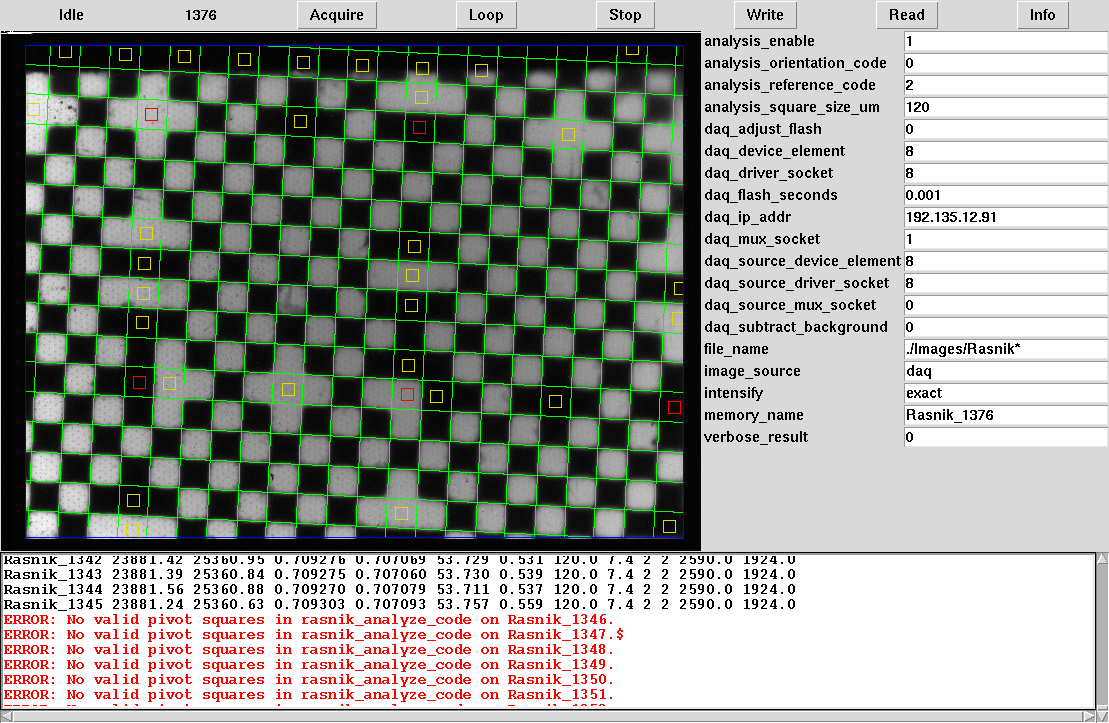 Idle 1376 Acquire Loop Stop Write Read Info
analysis_enable 1
analysis_orientation_code 0
analysis_reference_code 2
analysis_square_size_um 120
daq_adjust_flash 0
daq_device_element 8
daq_driver_socket 8
daq_flash_seconds 0.001
daq_ip_addr 192.135.12.91
daq_mux_socket 1
daq_source_device_element 8
daq_source_driver_socket 8
daq_source_mux_socket 0
daq_subtract_background 0
file_name ./Images/Rasnik*
image_source daq
intensify exact
memory_name Rasnik_1376
verbose_result 0
Rasnik_1342 23881.42 25360.95 0.709276 0.707069 53.729 0.531 120.0 7.4 2 2 2590.0 1924.0
Rasnik_1343 23881.39 25360.84 0.709275 0.707060 53.730 0.539 120.0 7.4 2 2 2590.0 1924.0
Rasnik_1344 23881.56 25360.88 0.709270 0.707079 53.711 0.537 120.0 7.4 2 2 2590.0 1924.0
Rasnik_1345 23881.24 25360.63 0.709303 0.707093 53.757 0.559 120.0 7.4 2 2 2590.0 1924.0
ERROR: No valid pivot squares in rasnik_analyze_code on Rasnik_1346.
ERROR: No valid pivot squares in rasnik_analyze_code on Rasnik_1347.$
ERROR: No valid pivot squares in rasnik_analyze_code on Rasnik_1348.
ERROR: No valid pivot squares in rasnik_analyze_code on Rasnik_1349.
ERROR: No valid pivot squares in rasnik_analyze_code on Rasnik_1350.
ERROR: No valid pivot squares in rasnik_analyze_code on Rasnik_1351.